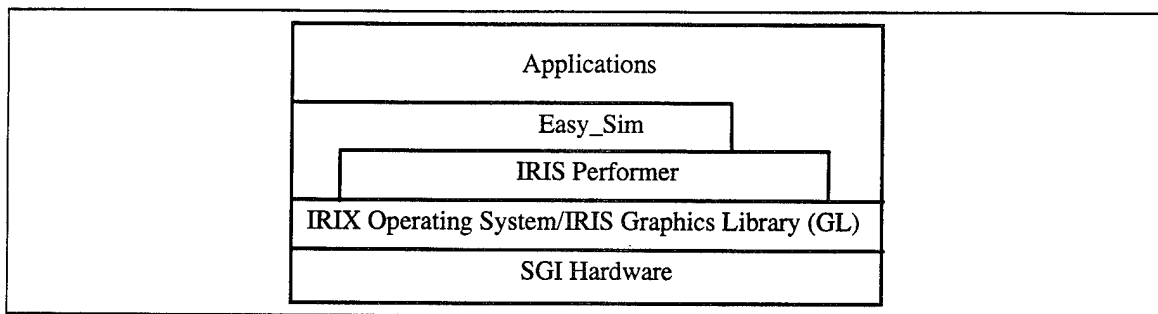 Applications
Easy_Sim
IRIS Performer
IRIX Operating System/IRIS Graphics Library (GL)
SGI Hardware